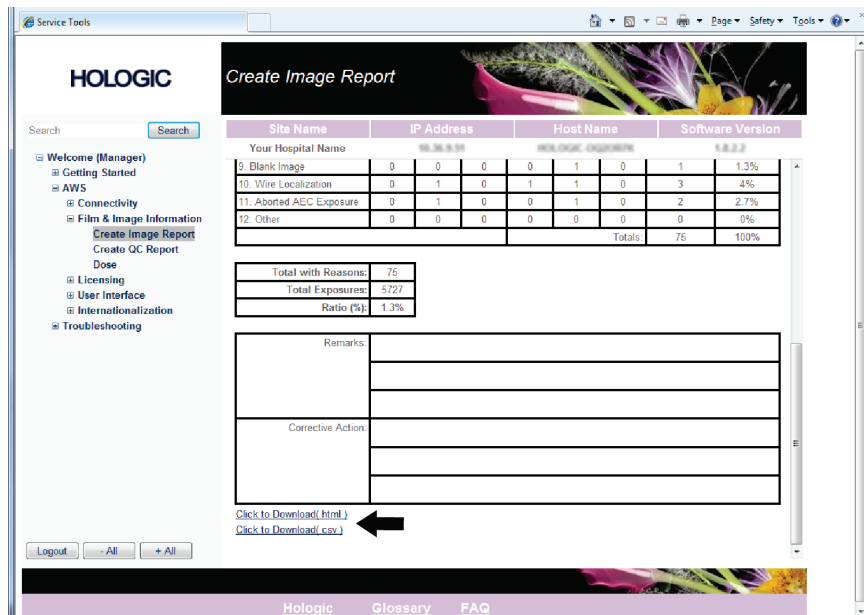 Service Tools
Page Safety Tools
HOLOGIC
Create Image Report
Search Search
Site Name IP Address Host Name Software Version
Your Hospital Name
Welcome (Manager)
Getting Started
AWS
Connectivity
Film & Image Information
Create Image Report
Create QC Report
Dose
Licensing
User Interface
Internationalization
Troubleshooting
9. Blank Image 0 0 0 0 1 0 1 1.3%
10. Wire Localization 0 1 0 1 1 0 3 4%
11. Aborted AEC Exposure 0 1 0 0 1 0 2 2.7%
12. Other 0 0 0 0 0 0 0 0%
Totals: 75 100%
Total with Reasons: 75
Total Exposures: 5727
Ratio (%): 1.3%
Remarks:
Corrective Action:
Click to Download( html )
Click to Download( csv )
Logout - All + All
Hologic Glossary FAQ